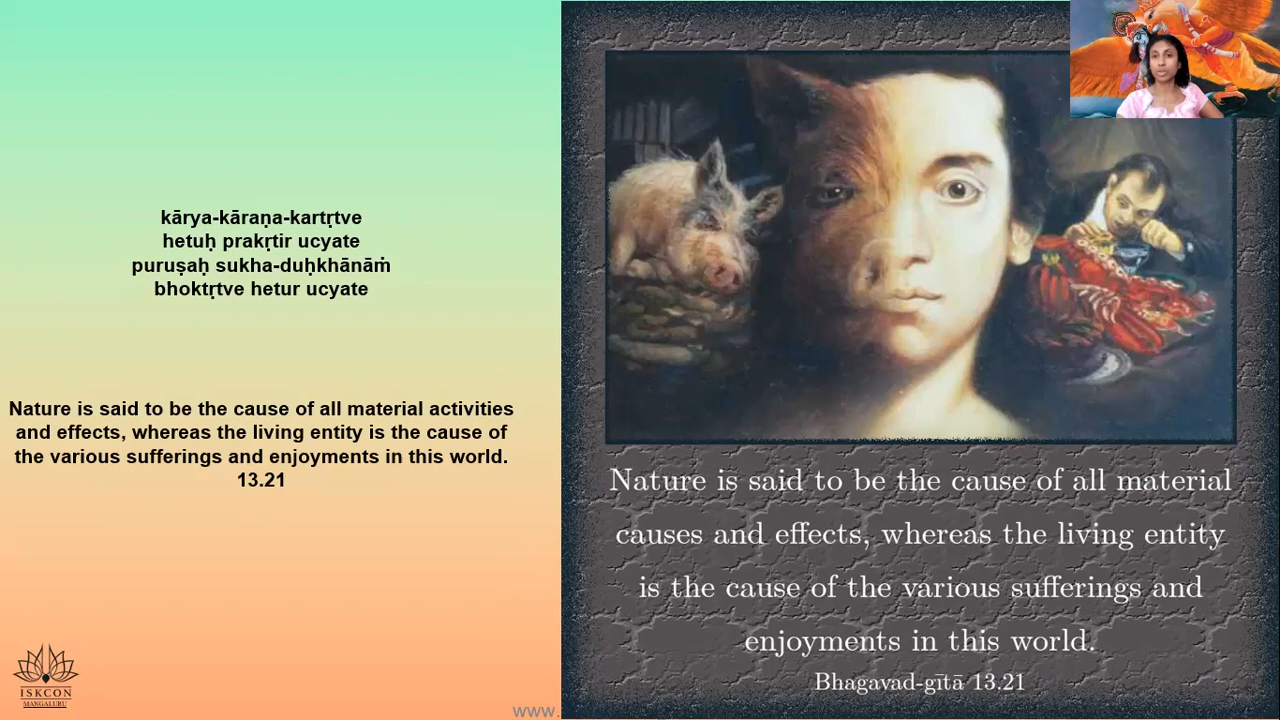 kārya-kāraṇa-kartṛtve
hetuḥ prakṛtir ucyate
puruṣaḥ sukha-duḥkhānāṁ
bhoktṛtve hetur ucyate
Nature is said to be the cause of all material activities
and effects, whereas the living entity is the cause of
the various sufferings and enjoyments in this world.
13.21
ISKCON
MANGALURU
www.
Nature is said to be the cause of all material
causes and effects, whereas the living entity
is the cause of the various sufferings and
enjoyments in this world.
Bhagavad-gītā 13.21